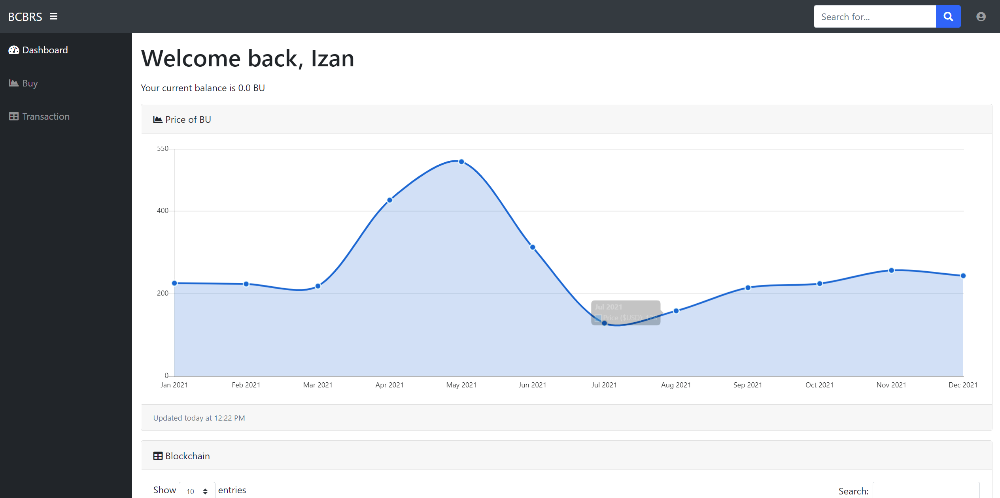 BCBRS
Search for...
Dashboard
Buy
Transaction
Welcome back, Izan
Your current balance is 0.0 BU
Price of BU
550
400
200
0
Jul 2021
Price ($USD): 128
Jan 2021 Feb 2021 Mar 2021 Apr 2021 May 2021 Jun 2021 Jul 2021 Aug 2021 Sep 2021 Oct 2021 Nov 2021 Dec 2021
Updated today at 12:22 PM
Blockchain
Show 10 entries
Search: